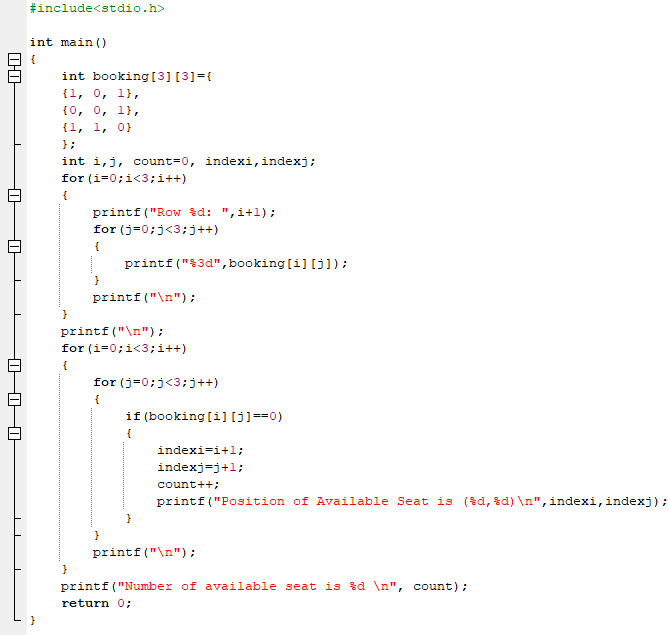 #include<stdio.h>
int main()
{
int booking[3][3]={
{1, 0, 1},
{0, 0, 1},
{1, 1, 0}
};
int i,j, count=0, indexi,indexj;
for(i=0;i<3;i++)
{
printf("Row %d: ",i+1);
for(j=0;j<3;j++)
{
printf("%3d",booking[i][j]);
}
printf("\n");
}
printf("\n");
for(i=0;i<3;i++)
{
for(j=0;j<3;j++)
{
if(booking[i][j]==0)
{
indexi=i+1;
indexj=j+1;
count++;
printf("Position of Available Seat is (%d,%d)\n",indexi,indexj);
}
}
printf("\n");
}
printf("Number of available seat is %d \n", count);
return 0;
}